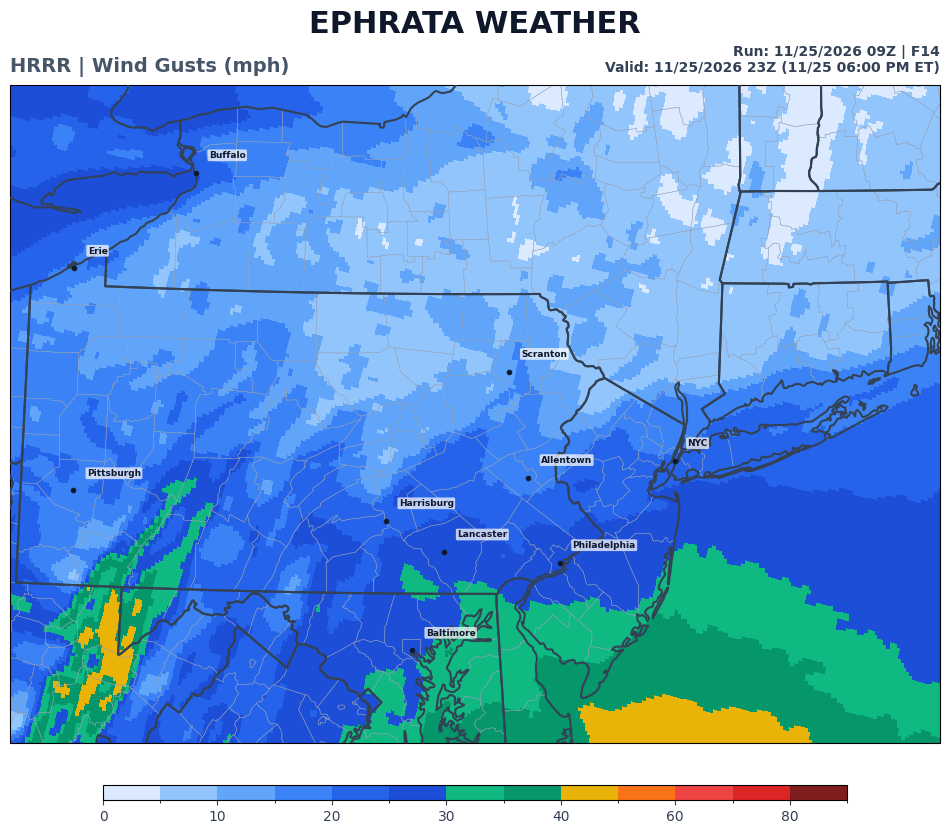 EPHRATA WEATHER
HRRR | Wind Gusts (mph)
Run: 11/25/2026 09Z | F14
Valid: 11/25/2026 23Z (11/25 06:00 PM ET)
Buffalo
Erie
Scranton
NYC
Allentown
Pittsburgh
Harrisburg
Lancaster
Philadelphia
Baltimore
0 10 20 30 40 50 60 70 80